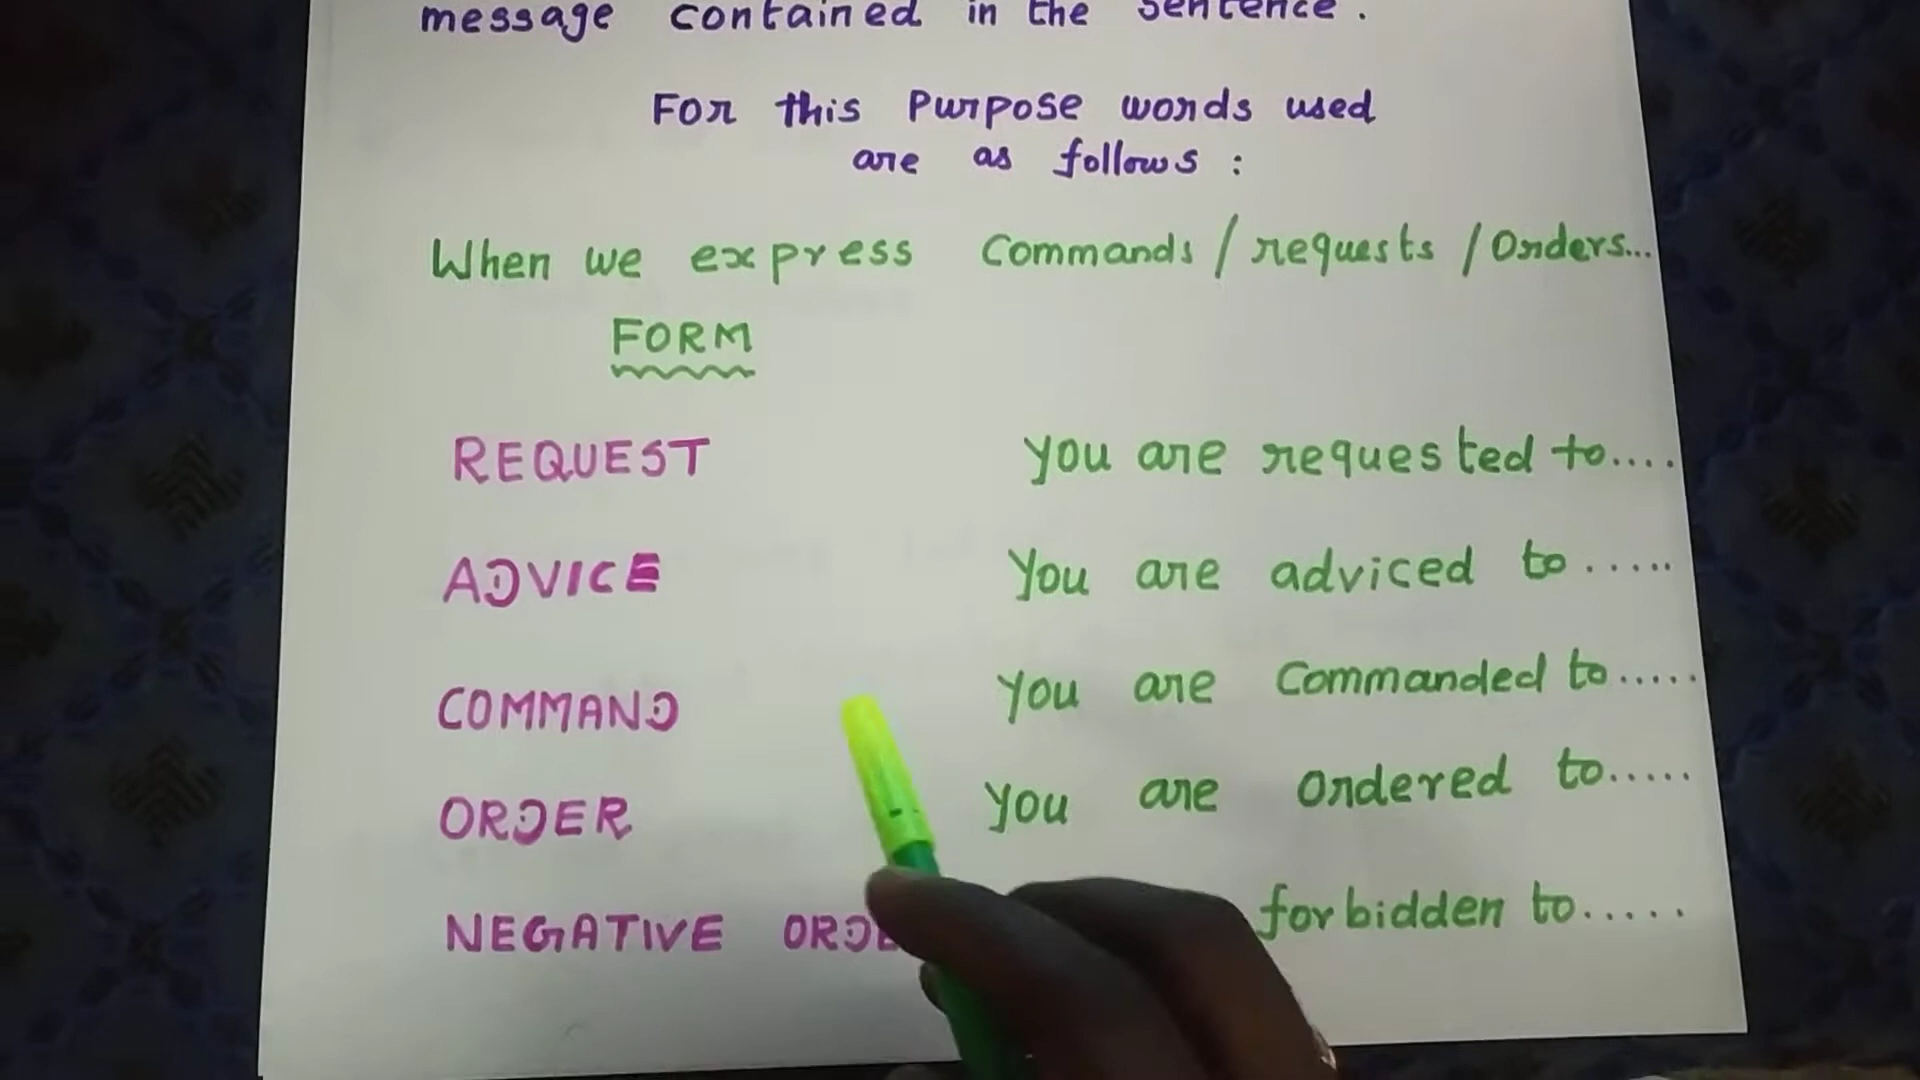 message contained in the sentence.
For this Purpose words used
are as follows :
When we express Commands / requests / Orders...
FORM
REQUEST You are requested to....
ADVICE You are adviced to .....
COMMAND You are Commanded to.....
ORDER You are Ordered to.....
NEGATIVE forbidden to.....